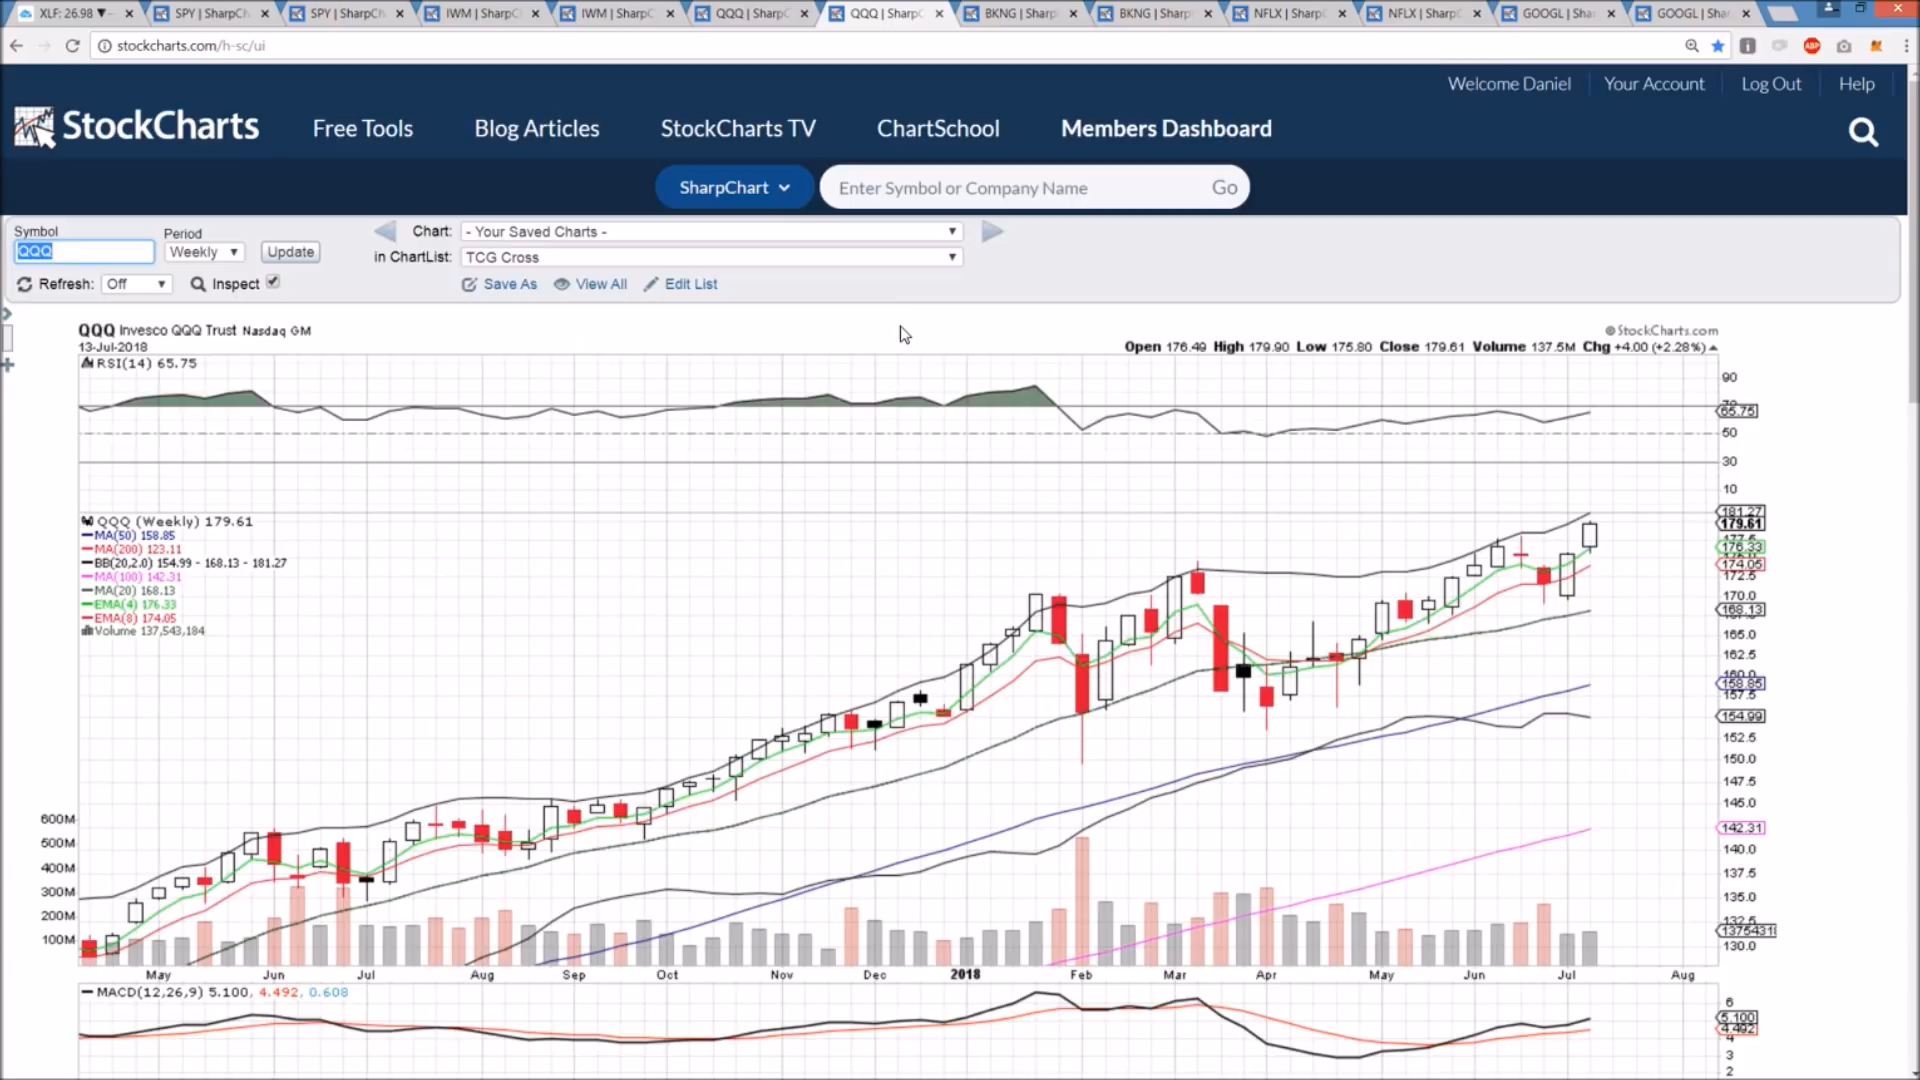 XLF: 26.98 ▼
SPY | SharpCh
SPY | SharpCh
IWM | SharpC
IWM | SharpC
QQQ | SharpC
QQQ | SharpC
BKNG | Sharp
BKNG | Sharp
NFLX | Sharp
NFLX | SharpC
GOOGL | Sha
GOOGL | Sha
stockcharts.com/h-sc/ui
ABP
Welcome Daniel
Your Account
Log Out
Help
StockCharts
Free Tools
Blog Articles
StockCharts TV
ChartSchool
Members Dashboard
SharpChart
Enter Symbol or Company Name
Go
Symbol
QQQ
Period
Weekly
Update
Refresh: Off
Inspect
Chart: - Your Saved Charts -
in ChartList: TCG Cross
Save As
View All
Edit List
QQQ Invesco QQQ Trust Nasdaq GM
©StockCharts.com
13-Jul-2018
Open 176.49 High 179.90 Low 175.80 Close 179.61 Volume 137.5M Chg +4.00 (+2.28%)
RSI(14) 65.75
90
65.75
50
30
10
QQQ (Weekly) 179.61
MA(50) 158.85
MA(200) 123.11
BB(20,2.0) 154.99 - 168.13 - 181.27
MA(100) 142.31
MA(20) 168.13
EMA(4) 176.33
EMA(8) 174.05
Volume 137,543,184
181.27
179.61
176.33
174.05
172.5
170.0
168.13
165.0
162.5
158.85
157.5
154.99
152.5
150.0
147.5
145.0
142.31
140.0
137.5
135.0
132.5
130.0
600M
500M
400M
300M
200M
100M
May
Jun
Jul
Aug
Sep
Oct
Nov
Dec
2018
Feb
Mar
Apr
May
Jun
Jul
Aug
MACD(12,26,9) 5.100, 4.492, 0.608
6
5.100
4.492
4
3
2